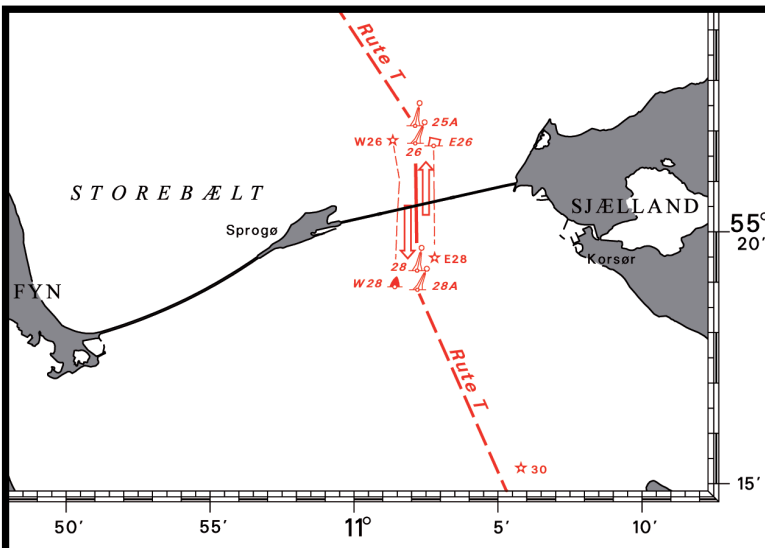 Rute T
25A
W26
E26
26
STOREBÆLT
SJÆLLAND
Sprogø
55°
20′
Korsør
28
E28
FYN
W28
28A
Rute T
30
15′
50′
55′
11°
5′
10′